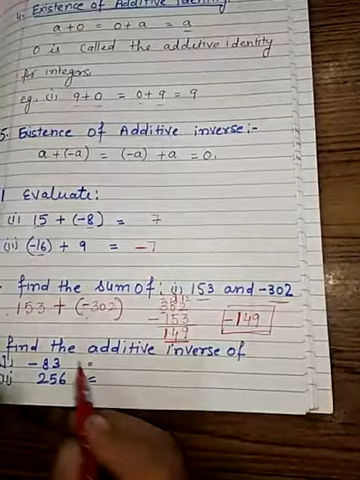 4. Existence of Additive Identity
a + 0 = 0 + a = a
0 is called the additive identity
for integers
eg. (i) 9 + 0 = 0 + 9 = 9
5. Existence of Additive inverse:-
a + (-a) = (-a) + a = 0.
1 Evaluate:
(i) 15 + (-8) = 7
(ii) (-16) + 9 = -7
find the sum of: (i) 153 and -302
153 + (-302)
- 153
149
-149
find the additive inverse of
-83 =
256 =